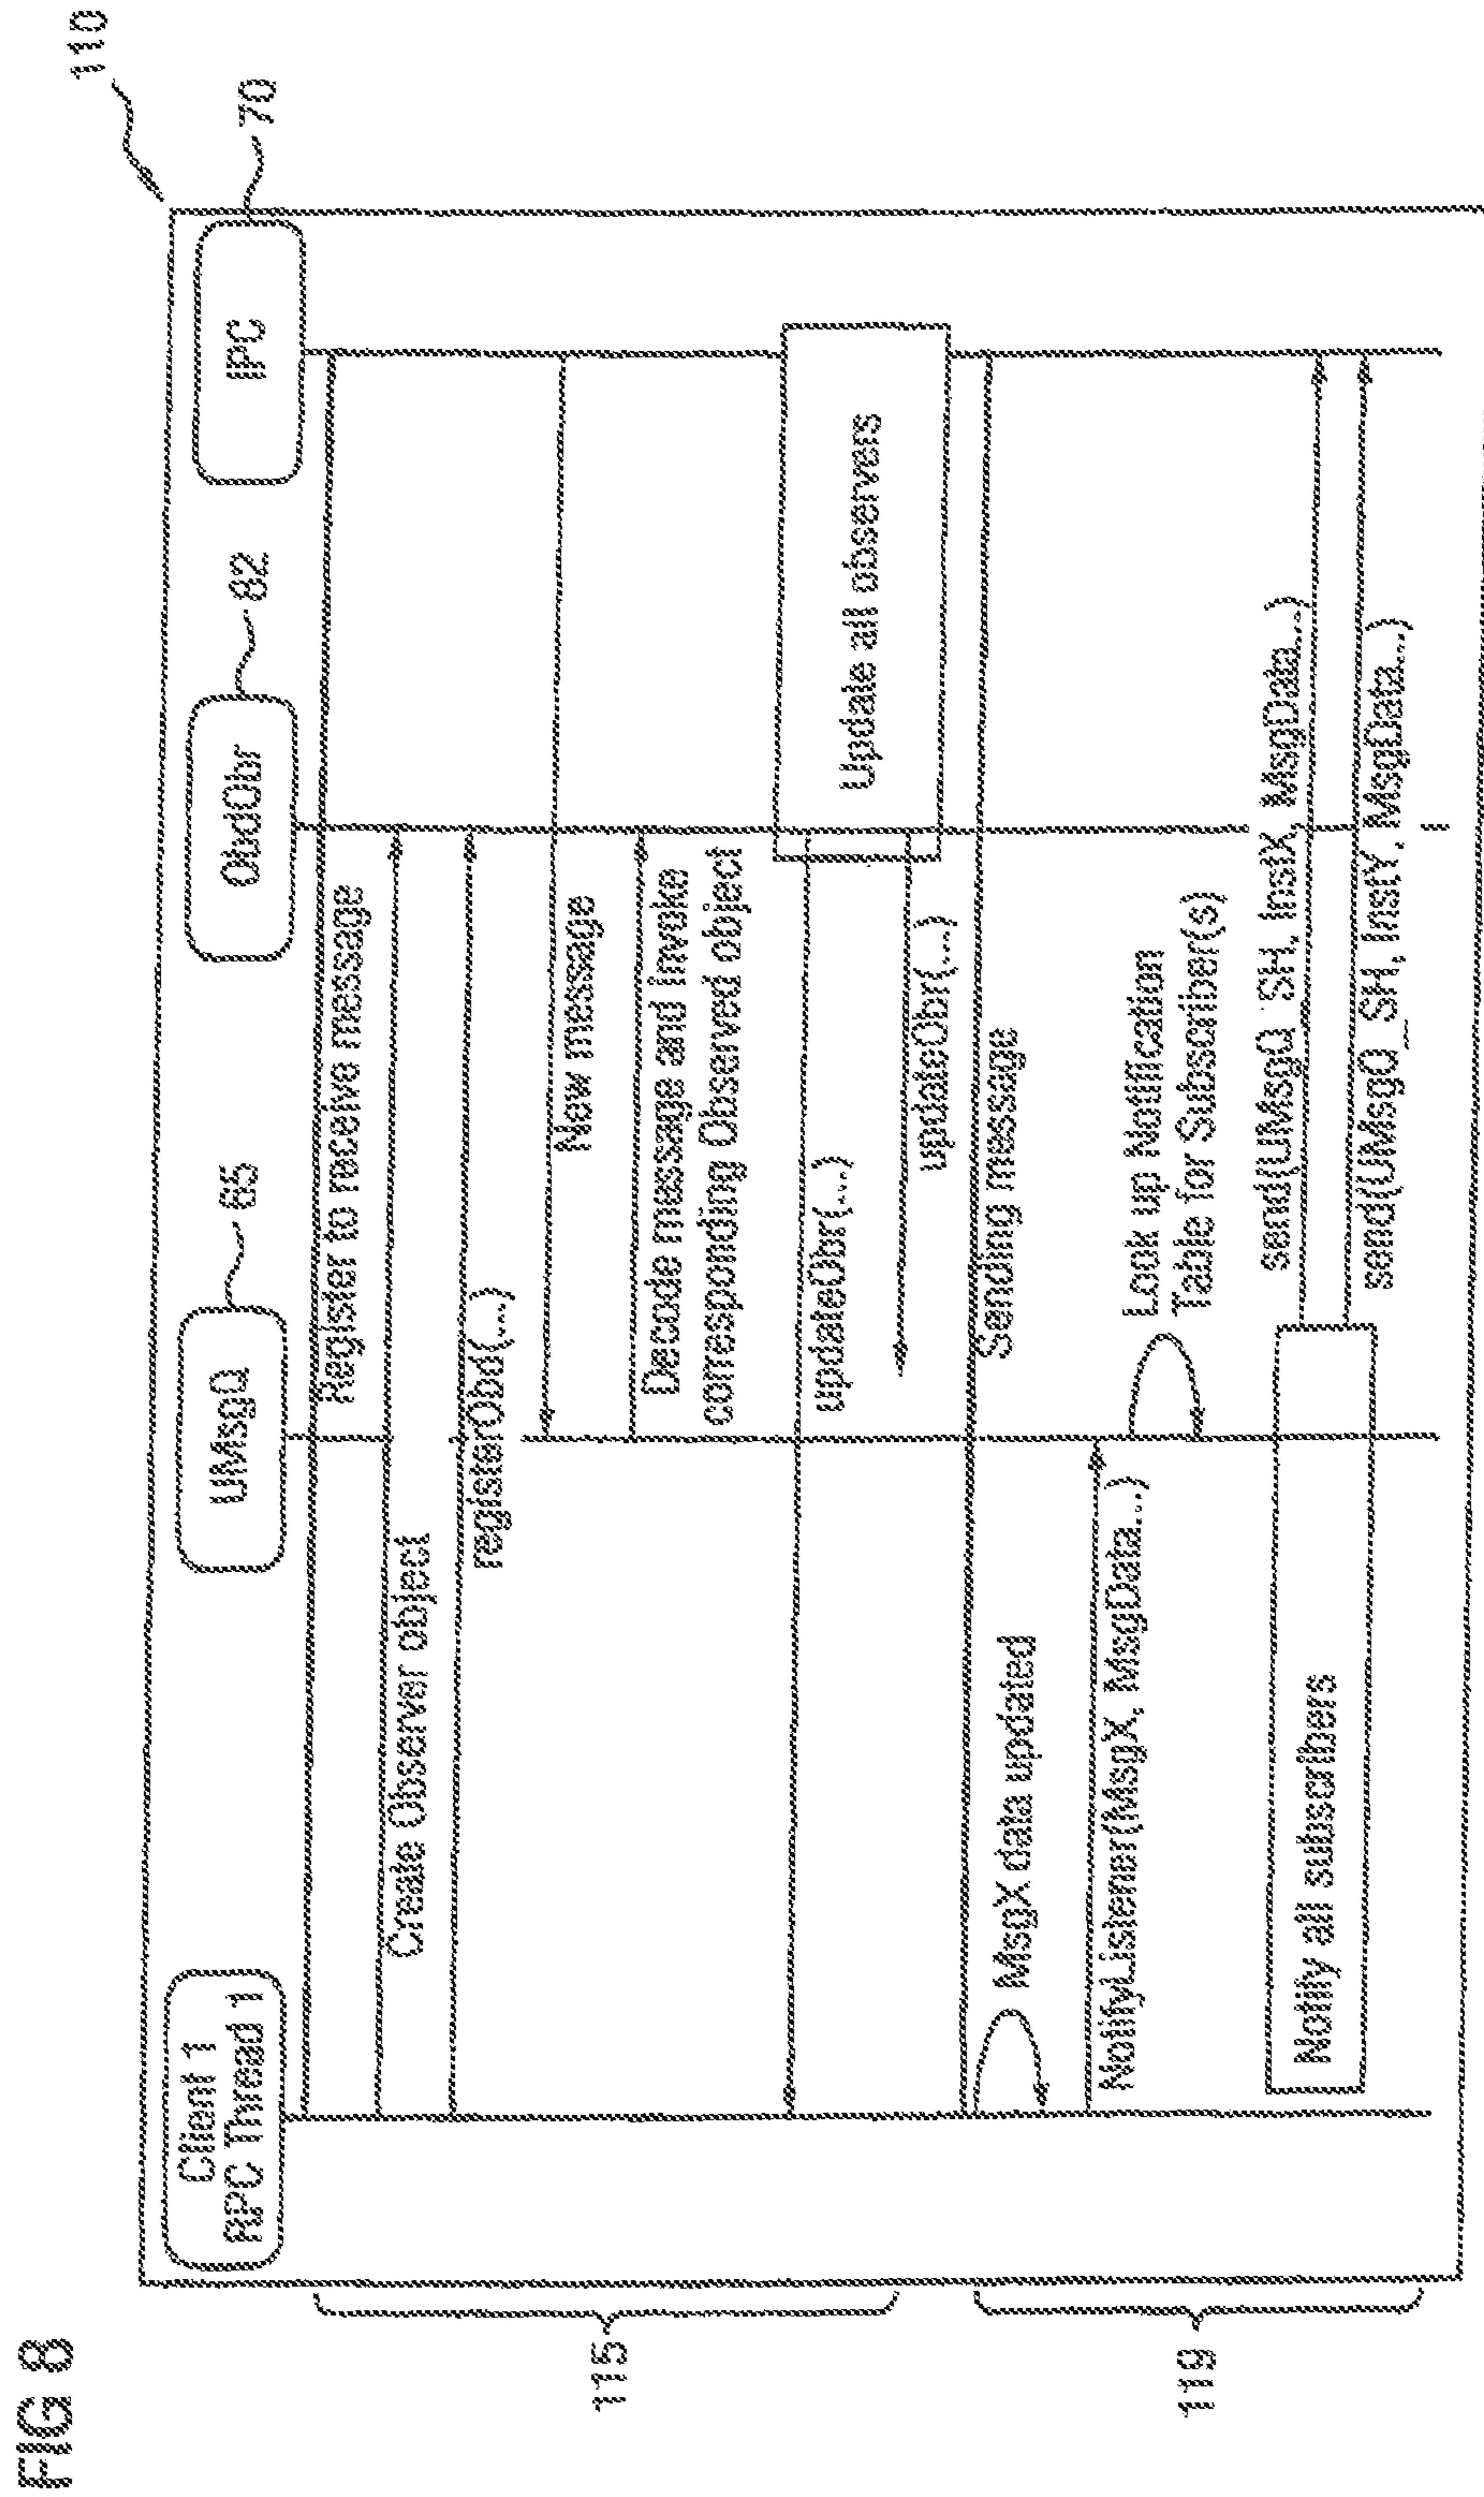 FIG 8
110
Client 1
RPC Thread 1
UMsgQ
65
ObdObr
82
IPC
70
Register to receive message
Create Observer object
registerObd(...)
New message
Decode message and invoke
corresponding Observed object
Update all observers
updateObr(...)
updateObr(...)
115
Sending message
MsgX data updated
NotifyListener(MsgX, MsgData...)
Look up Notification
Table for Subscriber(s)
Notify all subscribers
send(UMsgQ_SH, InstX, MsgData...)
send(UMsgQ_SH, InstY, MsgData...)
119